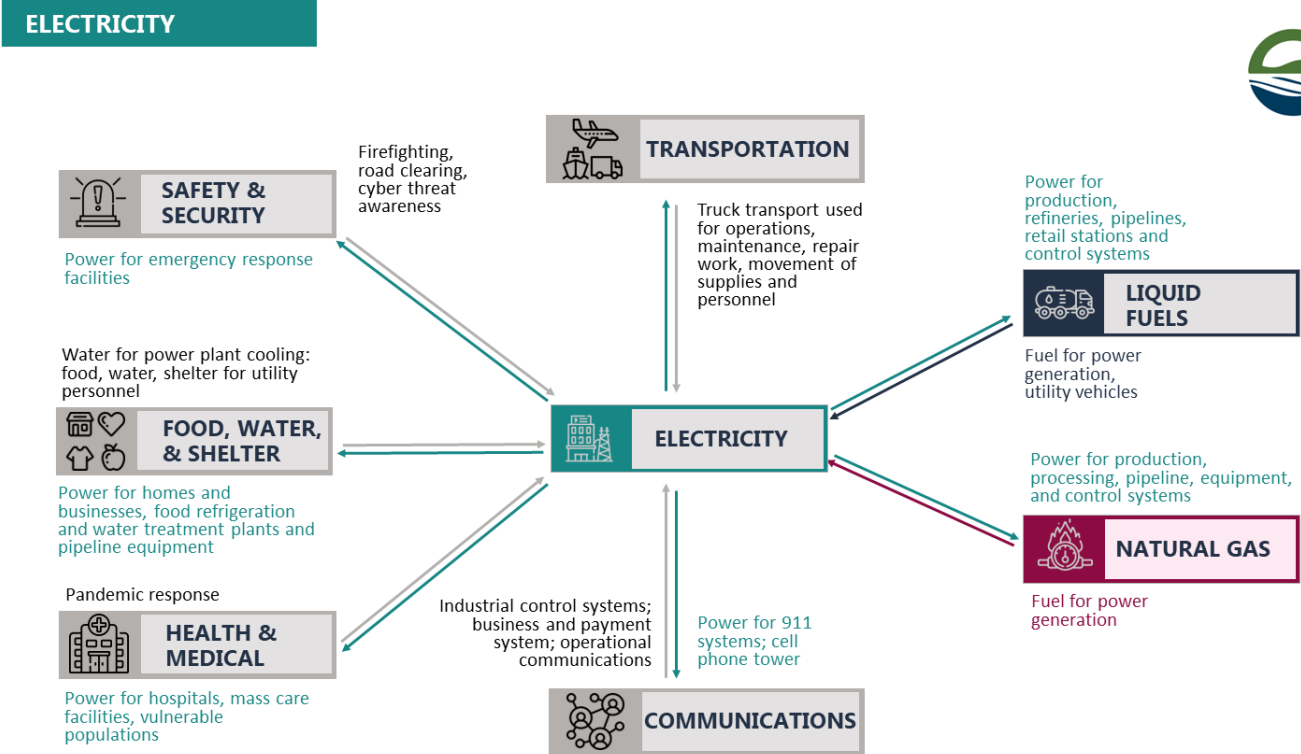 ELECTRICITY
TRANSPORTATION
Firefighting,
road clearing,
cyber threat
awareness
SAFETY &
SECURITY
Power for emergency response
facilities
Truck transport used
for operations,
maintenance, repair
work, movement of
supplies and
personnel
Power for
production,
refineries, pipelines,
retail stations and
control systems
LIQUID
FUELS
Fuel for power
generation,
utility vehicles
Water for power plant cooling:
food, water, shelter for utility
personnel
FOOD, WATER,
& SHELTER
Power for homes and
businesses, food refrigeration
and water treatment plants and
pipeline equipment
ELECTRICITY
Power for production,
processing, pipeline, equipment,
and control systems
NATURAL GAS
Fuel for power
generation
Pandemic response
HEALTH &
MEDICAL
Power for hospitals, mass care
facilities, vulnerable
populations
Industrial control systems;
business and payment
system; operational
communications
Power for 911
systems; cell
phone tower
COMMUNICATIONS